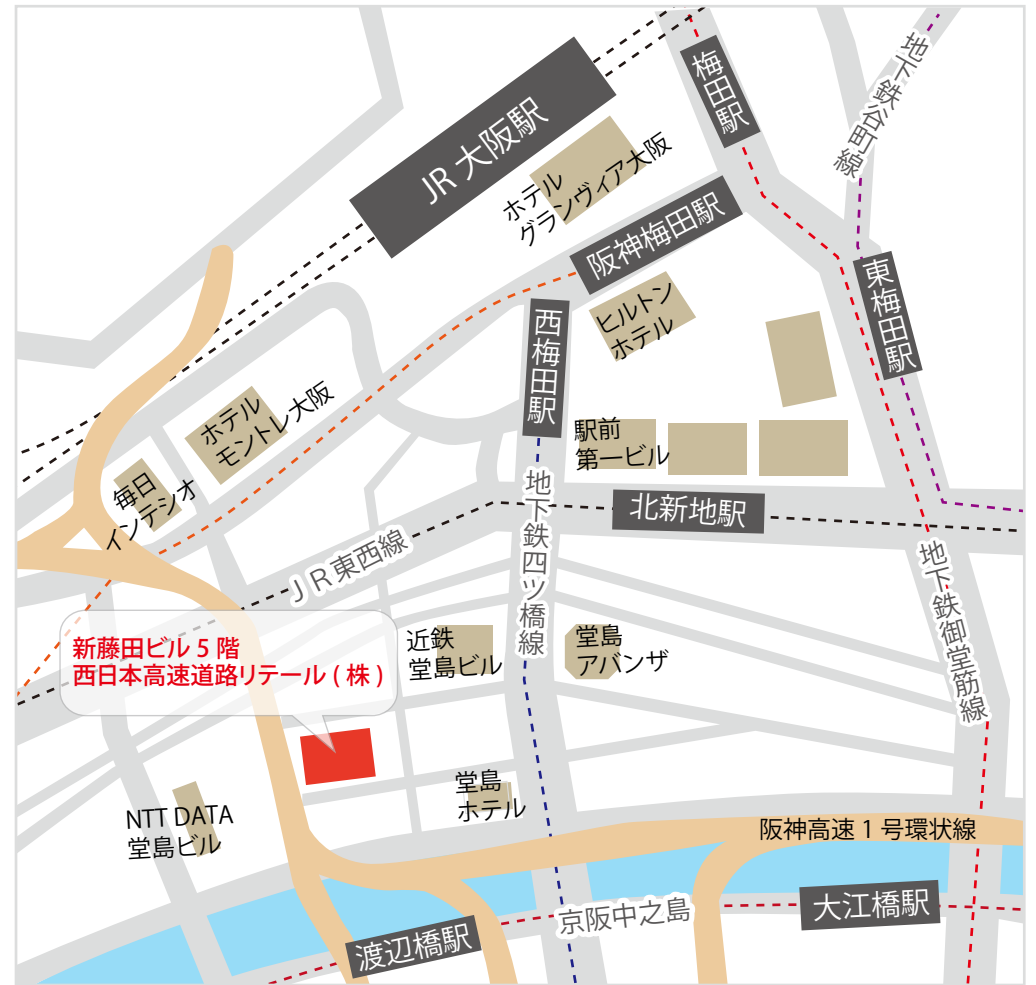 地下鉄谷町線
梅田駅
JR 大阪駅
ホテル
グランヴィア大阪
阪神梅田駅
東梅田駅
ヒルトン
ホテル
西梅田駅
ホテル
モントレ大阪
駅前
第一ビル
毎日
インテシオ
地下鉄四ツ橋線
北新地駅
ＪＲ東西線
地下鉄御堂筋線
新藤田ビル 5 階
西日本高速道路リテール ( 株 )
近鉄
堂島ビル
堂島
アバンザ
堂島
ホテル
NTT DATA
堂島ビル
阪神高速 1 号環状線
大江橋駅
京阪中之島
渡辺橋駅